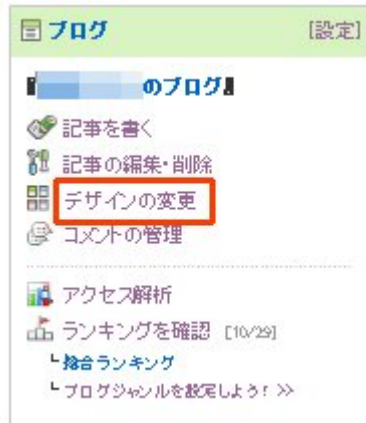 ブログ [設定]
のブログ
記事を書く
記事の編集・削除
デザインの変更
コメントの管理
アクセス解析
ランキングを確認 [10/29]
総合ランキング
ブログジャンルを設定しよう! >>